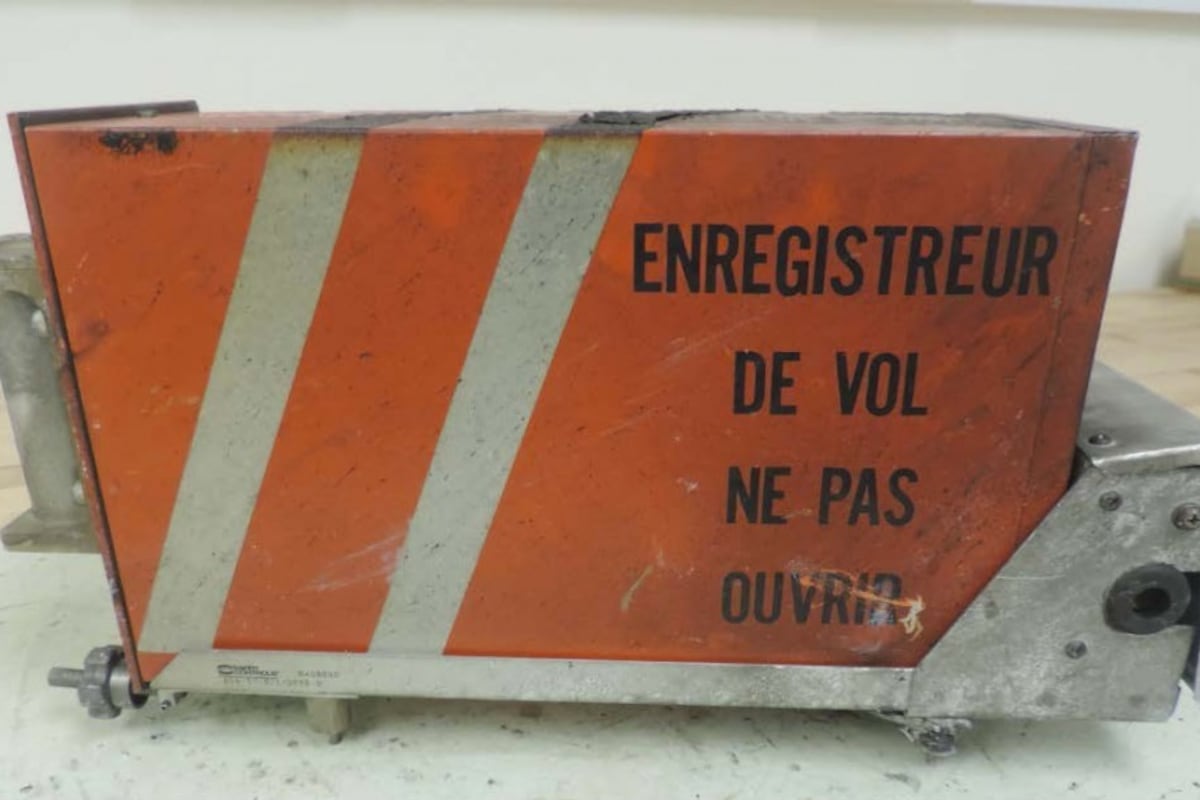 ENREGISTREUR
DE VOL
NE PAS
OUVRIR